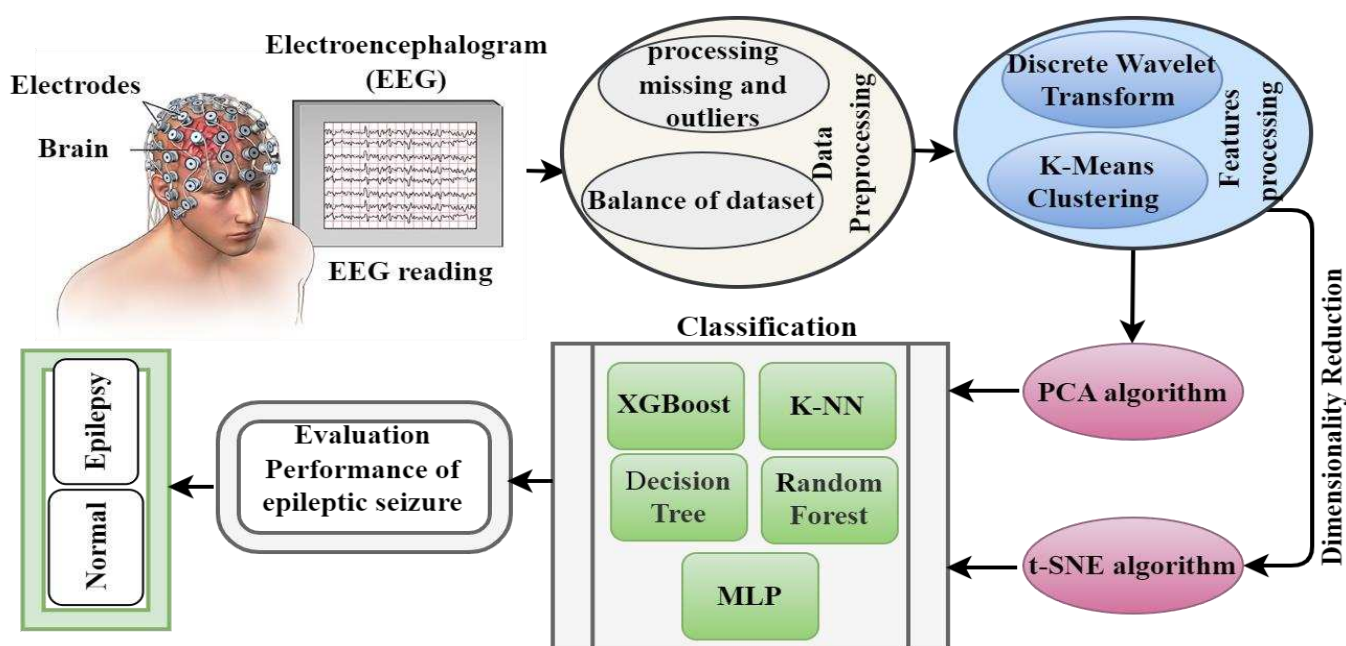 Electroencephalogram
(EEG)
Electrodes
Brain
EEG reading
processing
missing and
outliers
Balance of dataset
Data
Preprocessing
Discrete Wavelet
Transform
K-Means
Clustering
Features
processing
Dimensionality Reduction
PCA algorithm
t-SNE algorithm
Classification
XGBoost
K-NN
Decision
Tree
Random
Forest
MLP
Evaluation
Performance of
epileptic seizure
Epilepsy
Normal